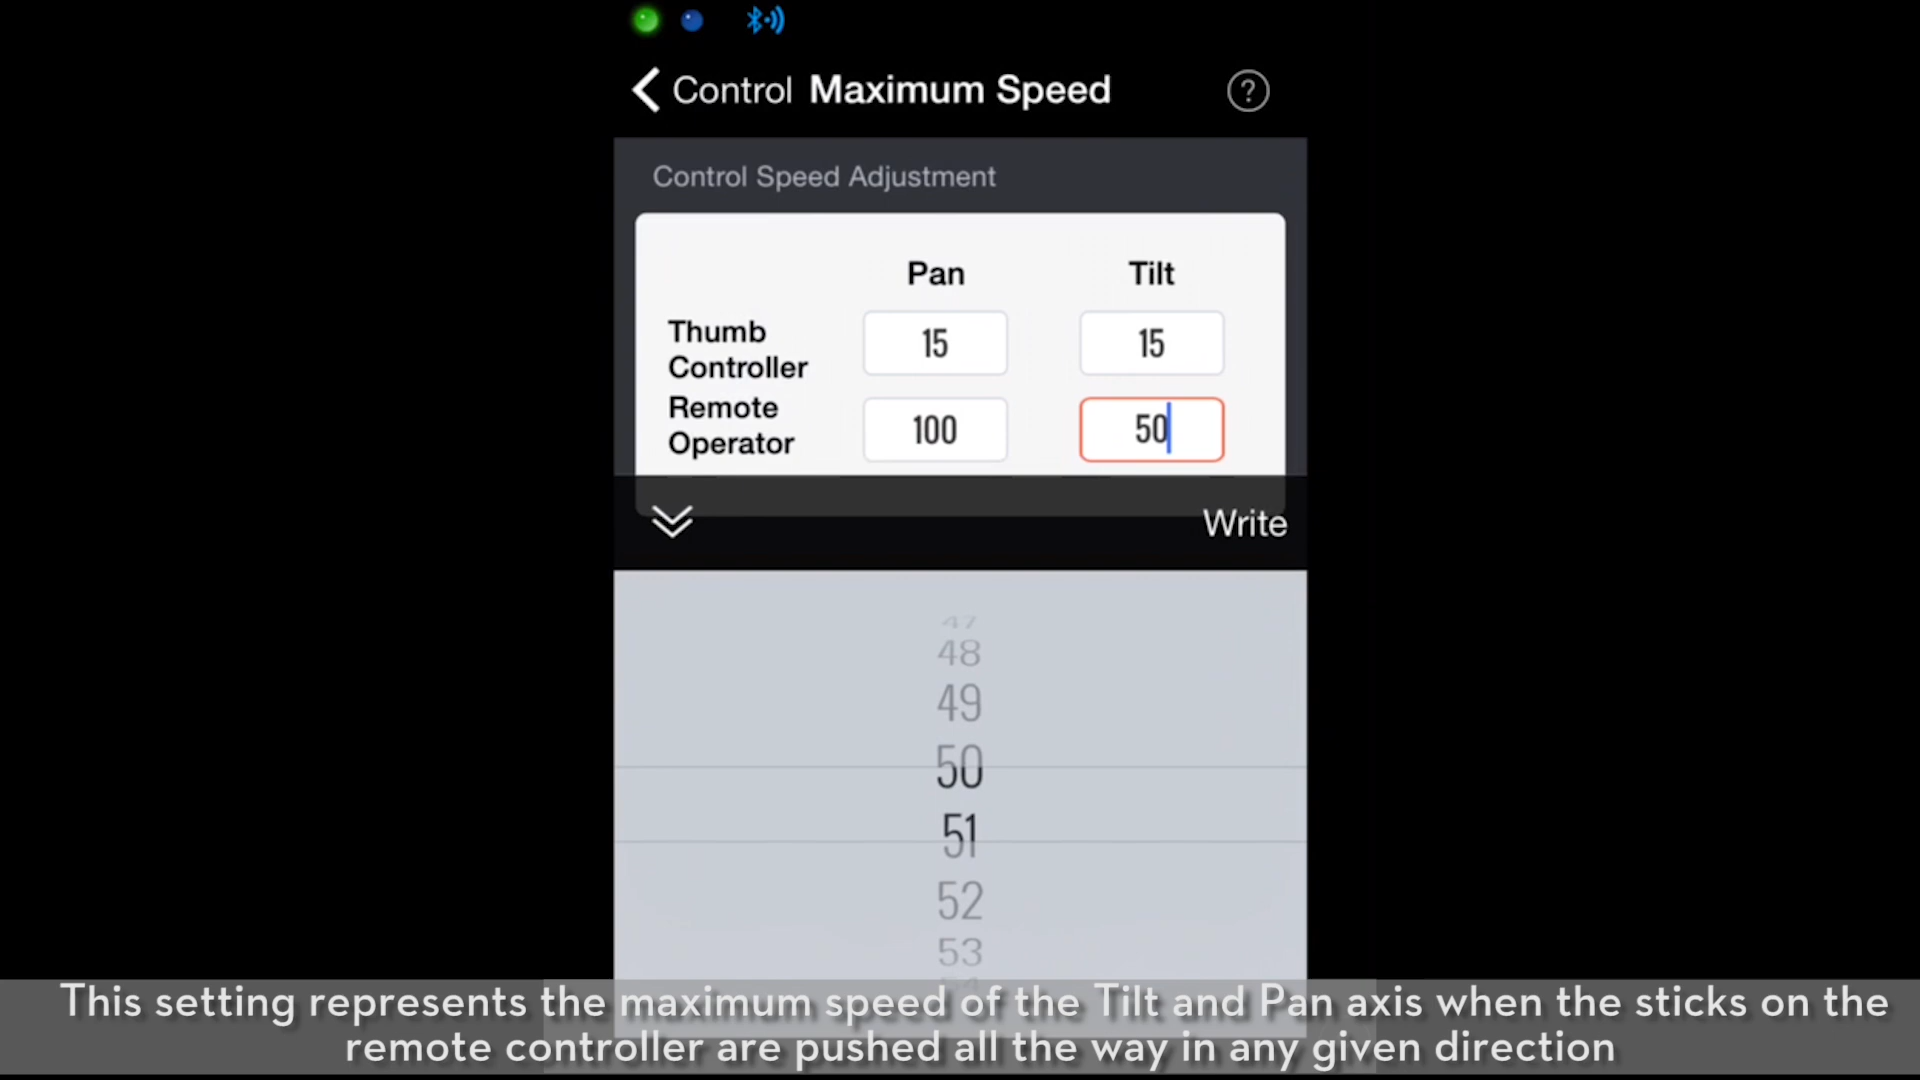 Control Maximum Speed ?
Control Speed Adjustment
Pan Tilt
Thumb
Controller
15 15
Remote
Operator
100 50
Write
47
48
49
50
51
52
53
54
This setting represents the maximum speed of the Tilt and Pan axis when the sticks on the
remote controller are pushed all the way in any given direction